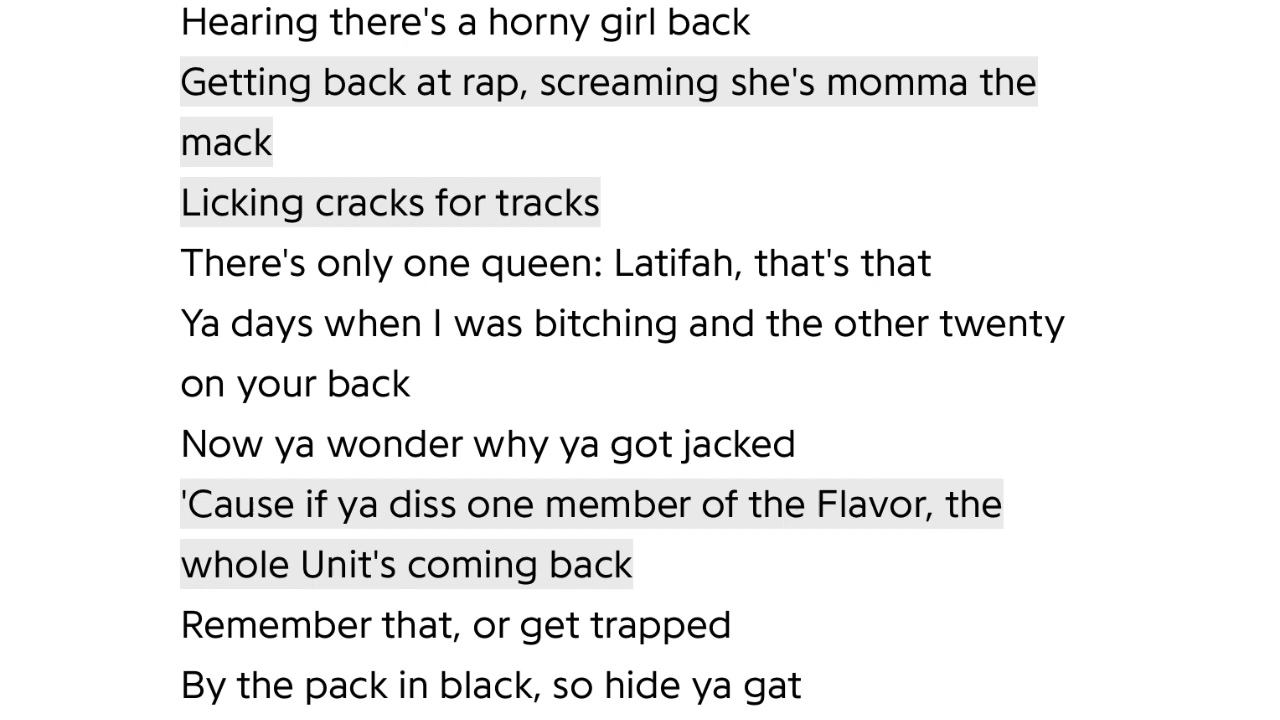 Hearing there's a horny girl back
Getting back at rap, screaming she's momma the
mack
Licking cracks for tracks
There's only one queen: Latifah, that's that
Ya days when I was bitching and the other twenty
on your back
Now ya wonder why ya got jacked
'Cause if ya diss one member of the Flavor, the
whole Unit's coming back
Remember that, or get trapped
By the pack in black, so hide ya gat